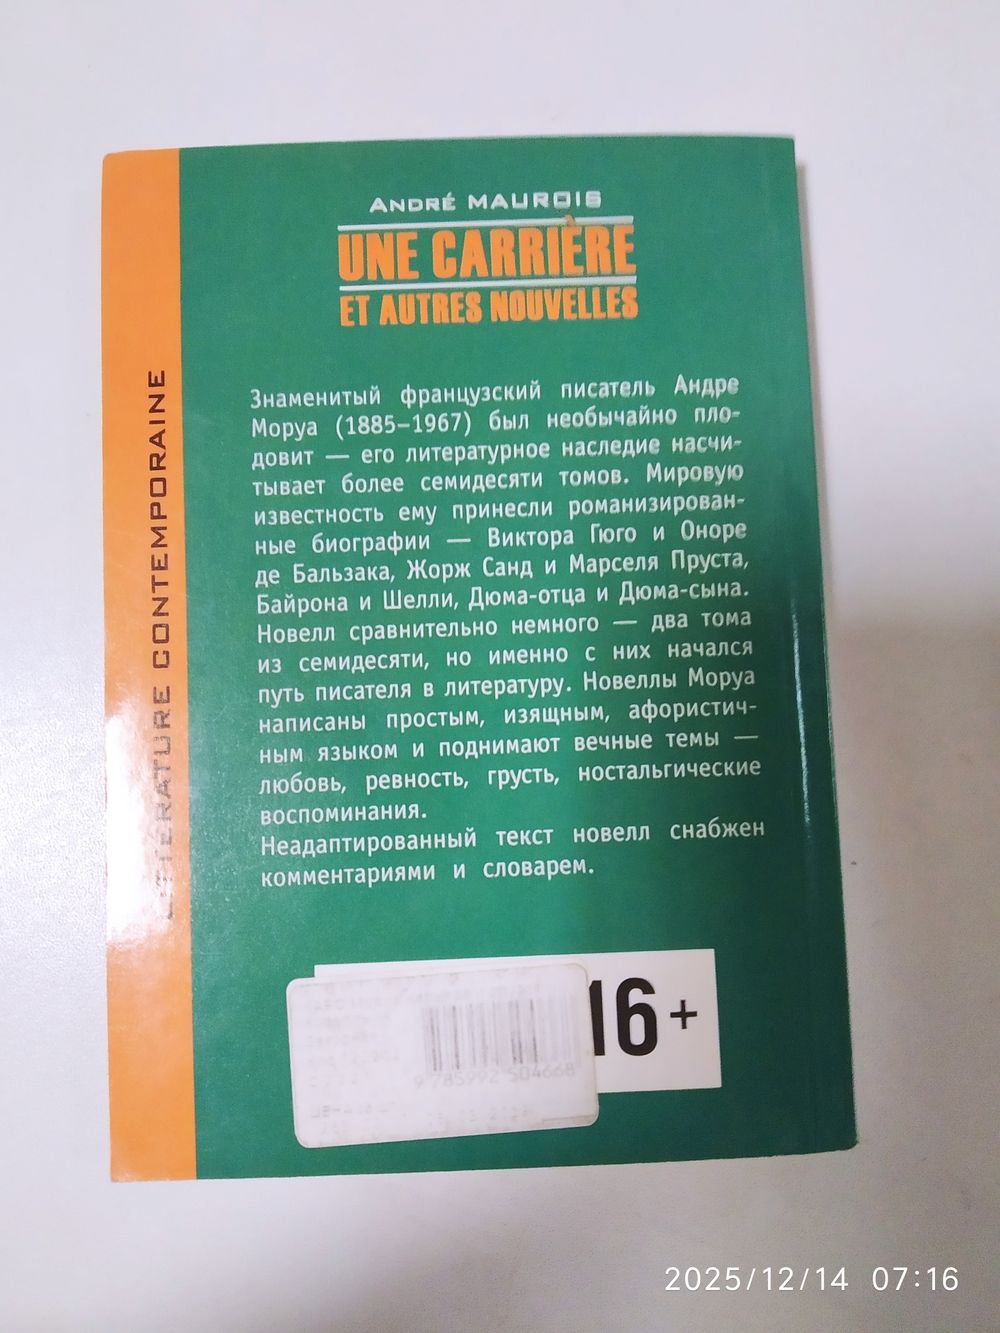 ANDRÉ MAUROIS
UNE CARRIÈRE
ET AUTRES NOUVELLES
LITTÉRATURE CONTEMPORAINE
Знаменитый французский писатель Андре
Моруа (1885–1967) был необычайно пло-
довит — его литературное наследие насчи-
тывает более семидесяти томов. Мировую
известность ему принесли романизирован-
ные биографии — Виктора Гюго и Оноре
де Бальзака, Жорж Санд и Марселя Пруста,
Байрона и Шелли, Дюма-отца и Дюма-сына.
Новелл сравнительно немного — два тома
из семидесяти, но именно с них начался
путь писателя в литературу. Новеллы Моруа
написаны простым, изящным, афористич-
ным языком и поднимают вечные темы —
любовь, ревность, грусть, ностальгические
воспоминания.
Неадаптированный текст новелл снабжен
комментариями и словарем.
16+
9 785992 504668
2025/12/14 07:16